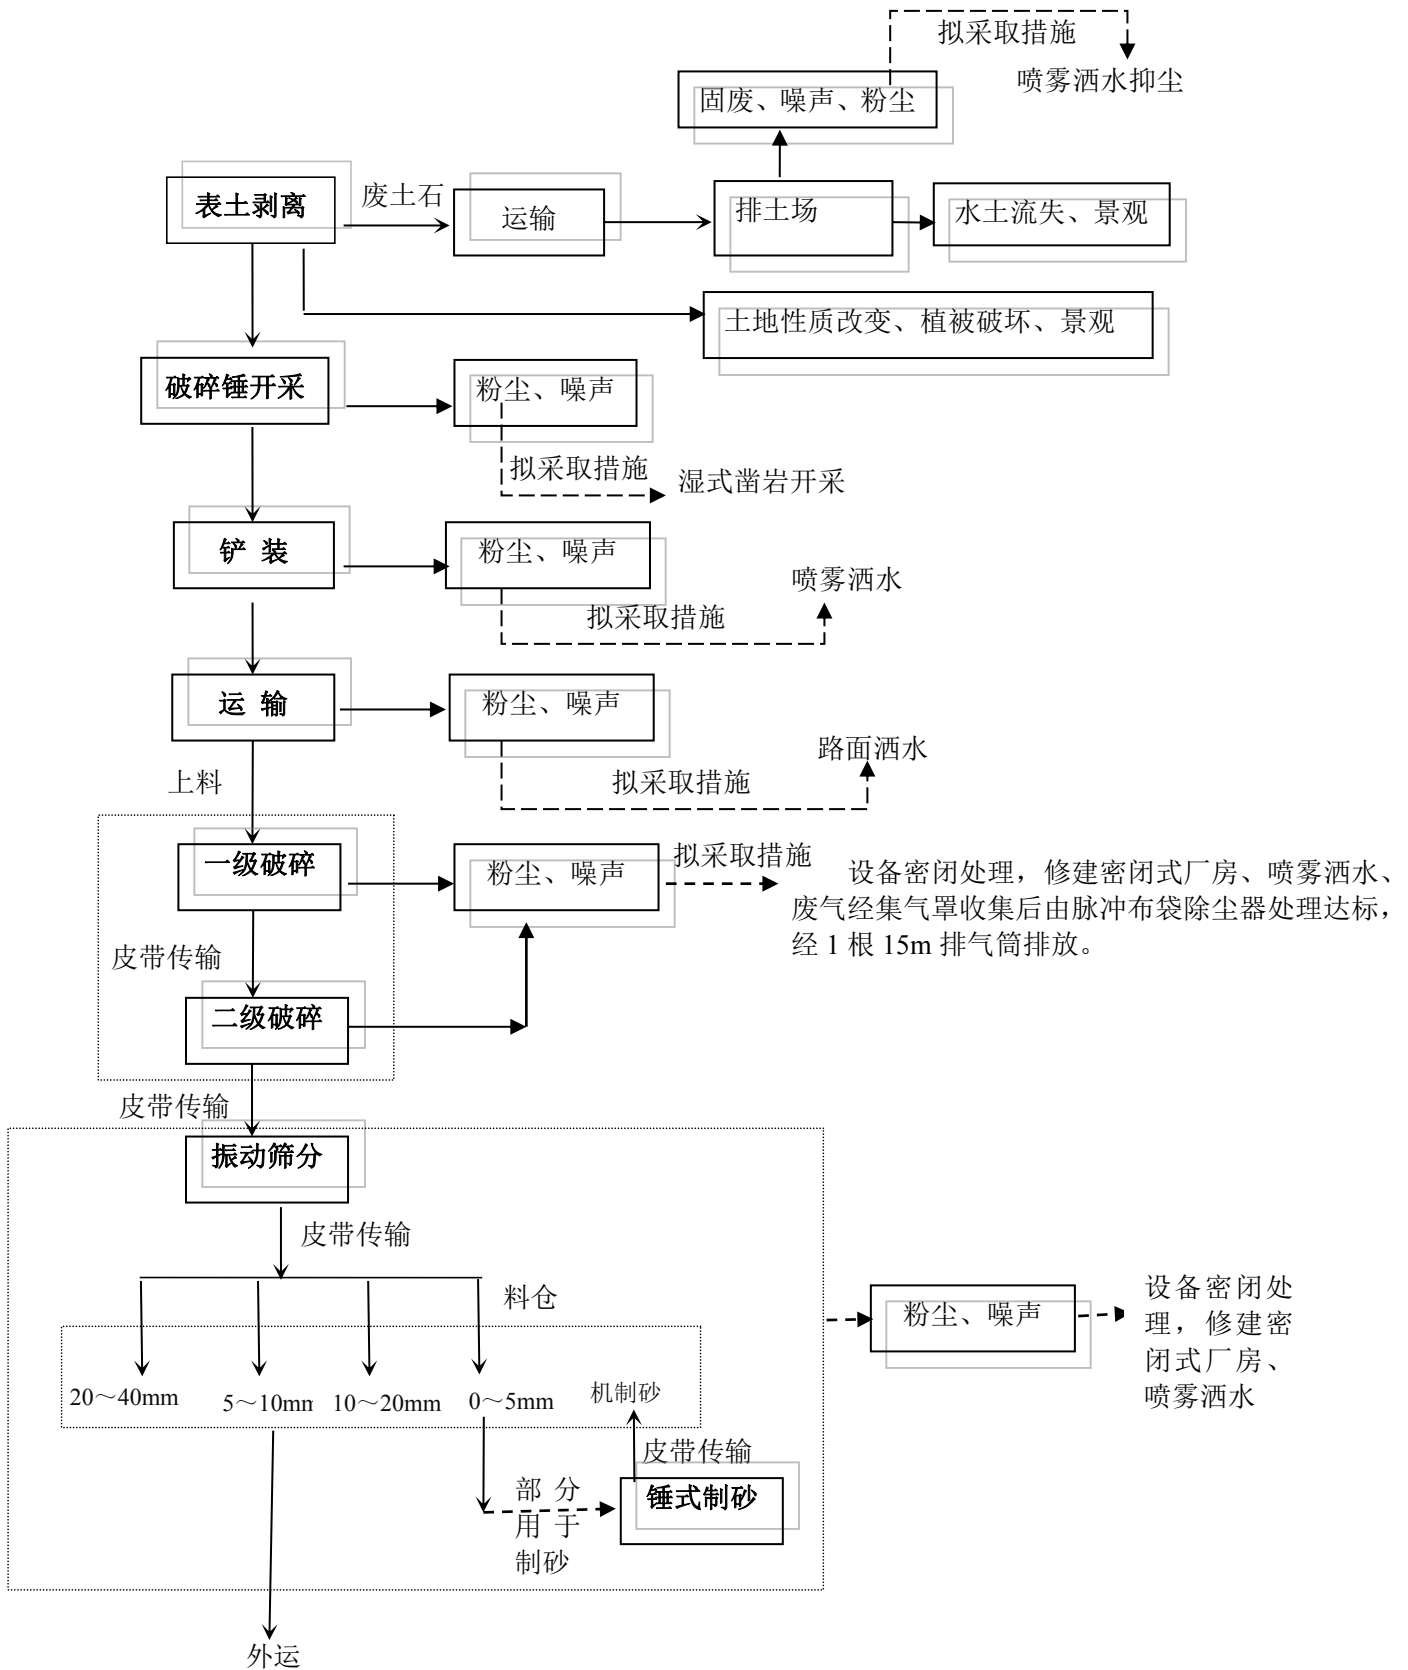 拟采取措施
喷雾洒水抑尘
固废、噪声、粉尘
表土剥离
废土石
运输
排土场
水土流失、景观
土地性质改变、植被破坏、景观
破碎锤开采
粉尘、噪声
拟采取措施
湿式凿岩开采
铲 装
粉尘、噪声
喷雾洒水
拟采取措施
运 输
粉尘、噪声
路面洒水
上料
拟采取措施
一级破碎
粉尘、噪声
拟采取措施
设备密闭处理，修建密闭式厂房、喷雾洒水、
废气经集气罩收集后由脉冲布袋除尘器处理达标，
经 1 根 15m 排气筒排放。
皮带传输
二级破碎
皮带传输
振动筛分
皮带传输
料仓
粉尘、噪声
设备密闭处
理，修建密
闭式厂房、
喷雾洒水
20～40mm
5～10mm
10～20mm
0～5mm
机制砂
皮带传输
部 分
用 于
制砂
锤式制砂
外运